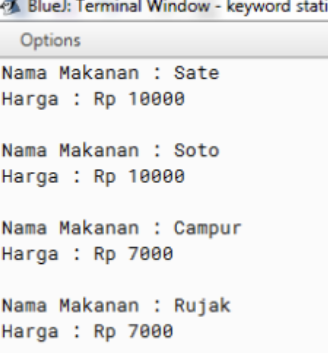 BlueJ: Terminal Window - keyword stati
Options
Nama Makanan : Sate
Harga : Rp 10000
Nama Makanan : Soto
Harga : Rp 10000
Nama Makanan : Campur
Harga : Rp 7000
Nama Makanan : Rujak
Harga : Rp 7000